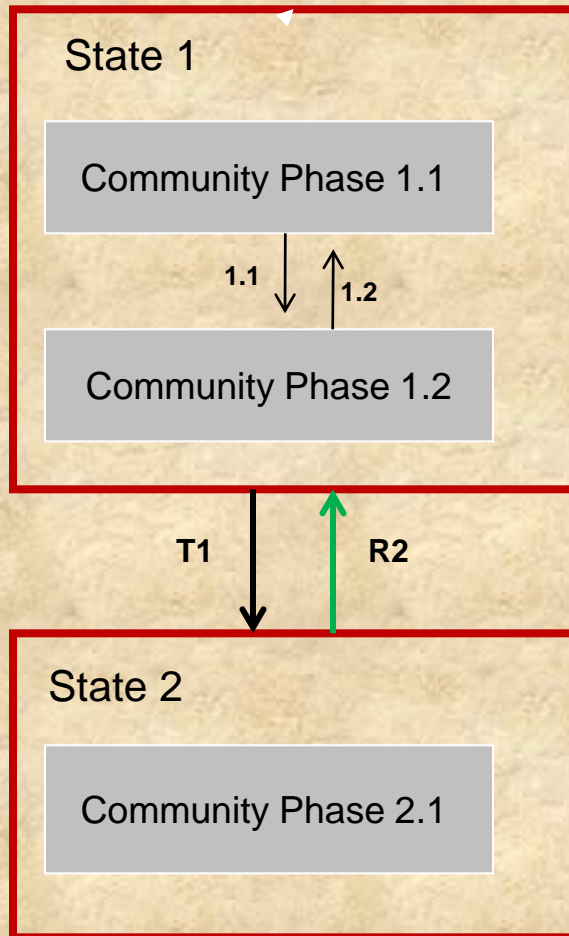 State 1
Community Phase 1.1
1.1
1.2
Community Phase 1.2
T1
R2
State 2
Community Phase 2.1